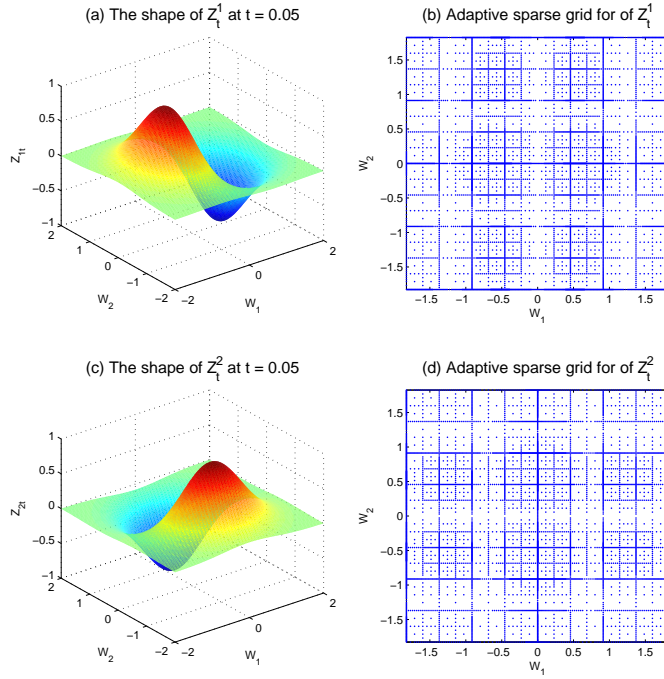 (a) The shape of Z_t^1 at t = 0.05
1
0.5
0
−0.5
−1
Z_1t
2
1
0
−1
−2
W_2
−2
0
2
W_1
(b) Adaptive sparse grid for of Z_t^1
1.5
1
0.5
0
−0.5
−1
−1.5
W_2
−1.5 −1 −0.5 0 0.5 1 1.5
W_1
(c) The shape of Z_t^2 at t = 0.05
1
0.5
0
−0.5
−1
Z_2t
2
1
0
−1
−2
W_2
−2
0
2
W_1
(d) Adaptive sparse grid for of Z_t^2
1.5
1
0.5
0
−0.5
−1
−1.5
W_2
−1.5 −1 −0.5 0 0.5 1 1.5
W_1